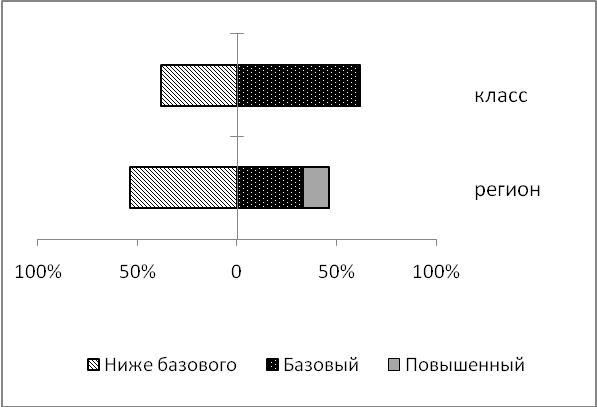 класс
регион
100% 50% 0 50% 100%
Ниже базового Базовый Повышенный